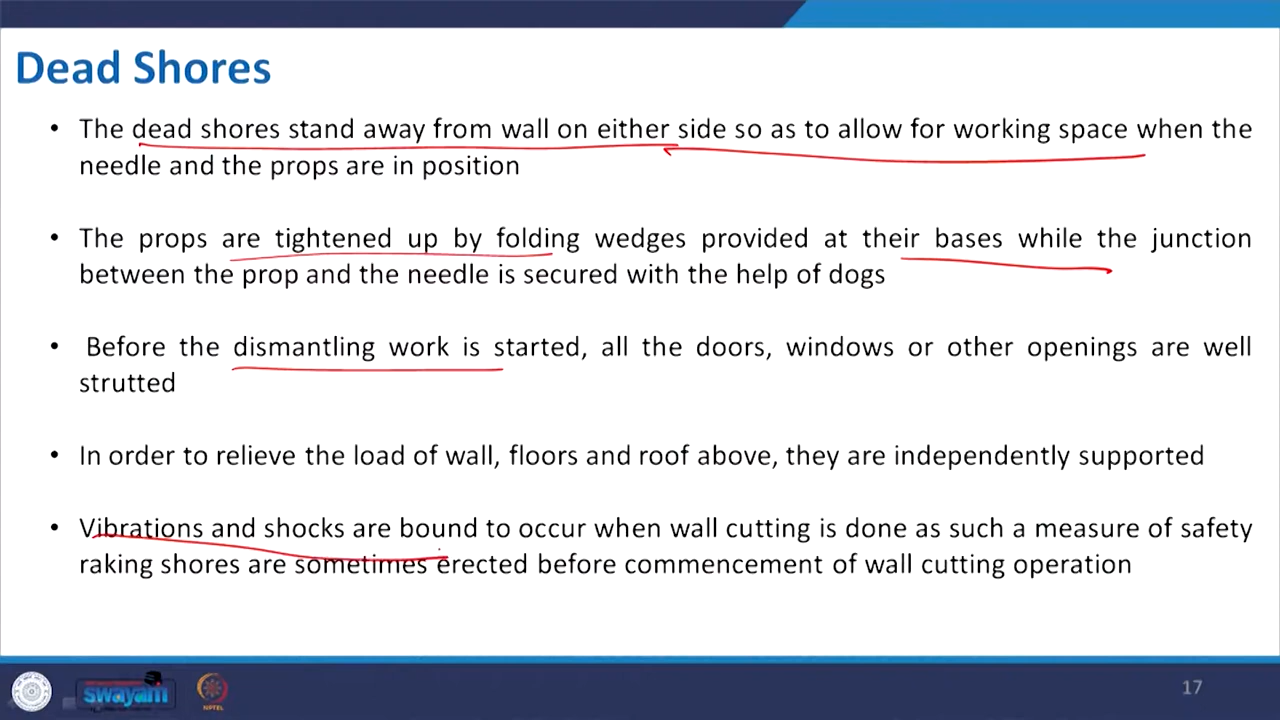 Dead Shores
• The dead shores stand away from wall on either side so as to allow for working space when the
needle and the props are in position
• The props are tightened up by folding wedges provided at their bases while the junction
between the prop and the needle is secured with the help of dogs
• Before the dismantling work is started, all the doors, windows or other openings are well
strutted
• In order to relieve the load of wall, floors and roof above, they are independently supported
• Vibrations and shocks are bound to occur when wall cutting is done as such a measure of safety
raking shores are sometimes erected before commencement of wall cutting operation
swayam
NPTEL
17